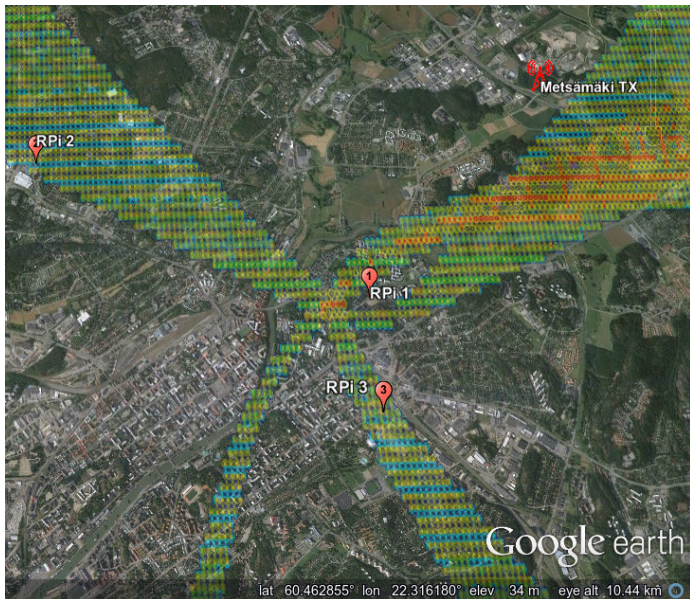 Metsämäki TX
RPi 2
1
RPi 1
RPi 3
3
Google earth
lat 60.462855° lon 22.316180° elev 34 m eye alt 10.44 km